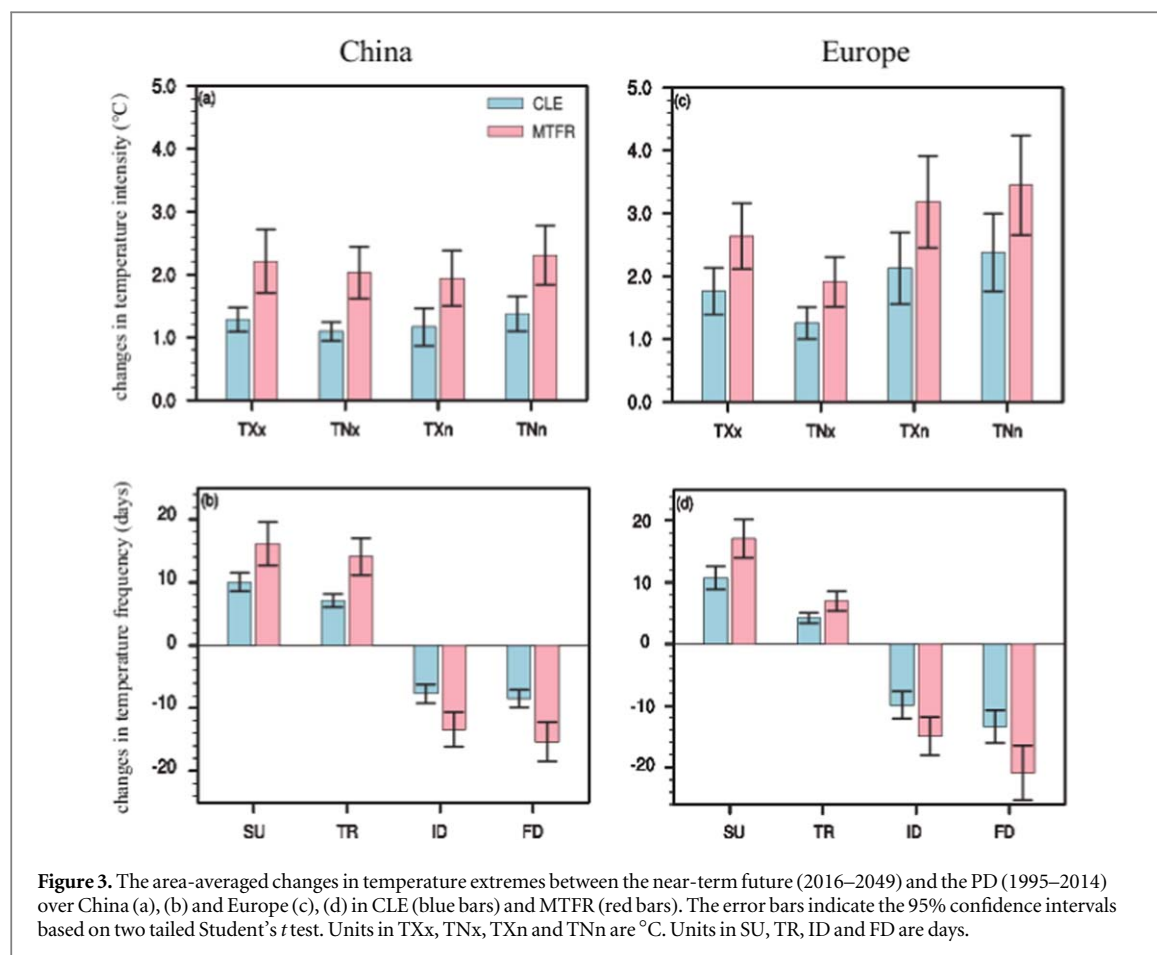 China
Europe
changes in temperature intensity (°C)
5.0
4.0
3.0
2.0
1.0
0.0
(a)
CLE
MTFR
TXx TNx TXn TNn
5.0
4.0
3.0
2.0
1.0
0.0
(c)
TXx TNx TXn TNn
changes in temperature frequency (days)
20
10
0
-10
-20
(b)
SU TR ID FD
20
10
0
-10
-20
(d)
SU TR ID FD
Figure 3. The area-averaged changes in temperature extremes between the near-term future (2016–2049) and the PD (1995–2014)
over China (a), (b) and Europe (c), (d) in CLE (blue bars) and MTFR (red bars). The error bars indicate the 95% confidence intervals
based on two tailed Student's t test. Units in TXx, TNx, TXn and TNn are °C. Units in SU, TR, ID and FD are days.